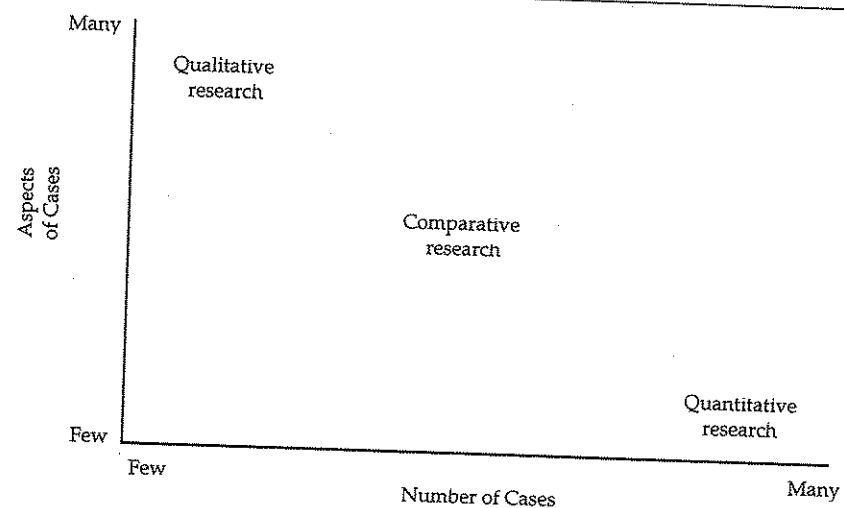 Many
Qualitative
research
Aspects
of Cases
Comparative
research
Quantitative
research
Few
Few
Number of Cases
Many